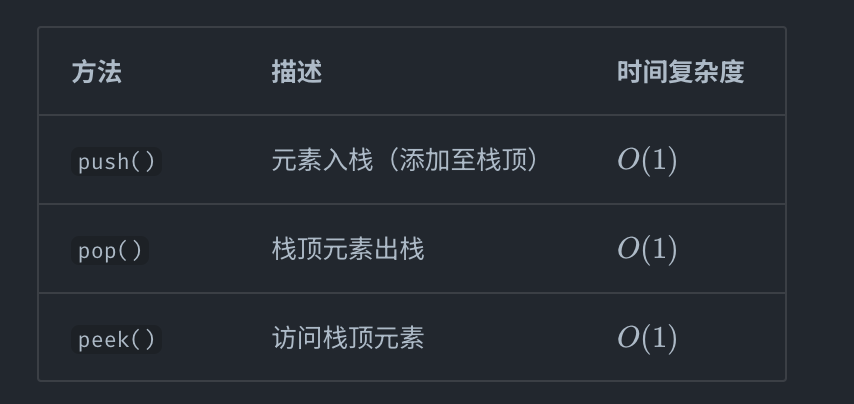 方法 描述 时间复杂度
push() 元素入栈（添加至栈顶） O(1)
pop() 栈顶元素出栈 O(1)
peek() 访问栈顶元素 O(1)